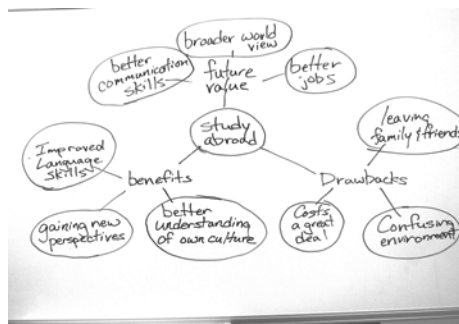 broader world
view
better
communication
skills
future
value
better
jobs
study
abroad
leaving
family & friends
Improved
Language
skills
benefits
Drawbacks
gaining new
perspectives
better
understanding
of own culture
Costs
a great
deal
Confusing
environment